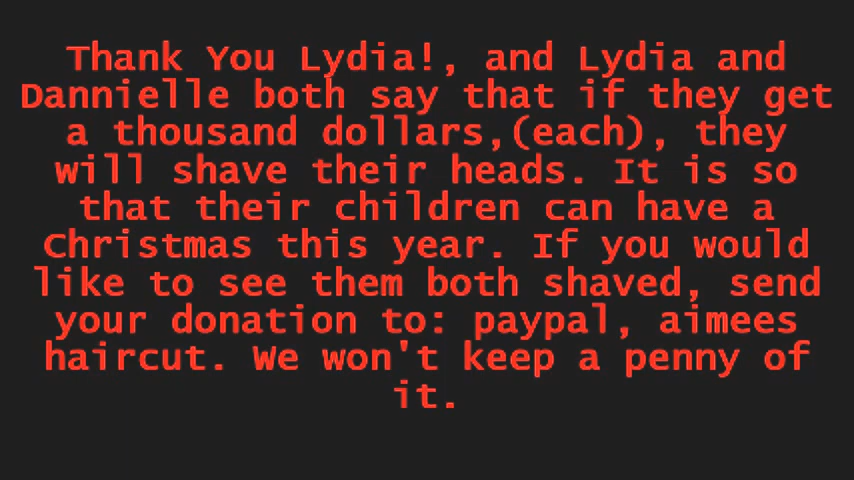 Thank You Lydia!, and Lydia and
Dannielle both say that if they get
a thousand dollars,(each), they
will shave their heads. It is so
that their children can have a
Christmas this year. If you would
like to see them both shaved, send
your donation to: paypal, aimees
haircut. We won't keep a penny of
it.